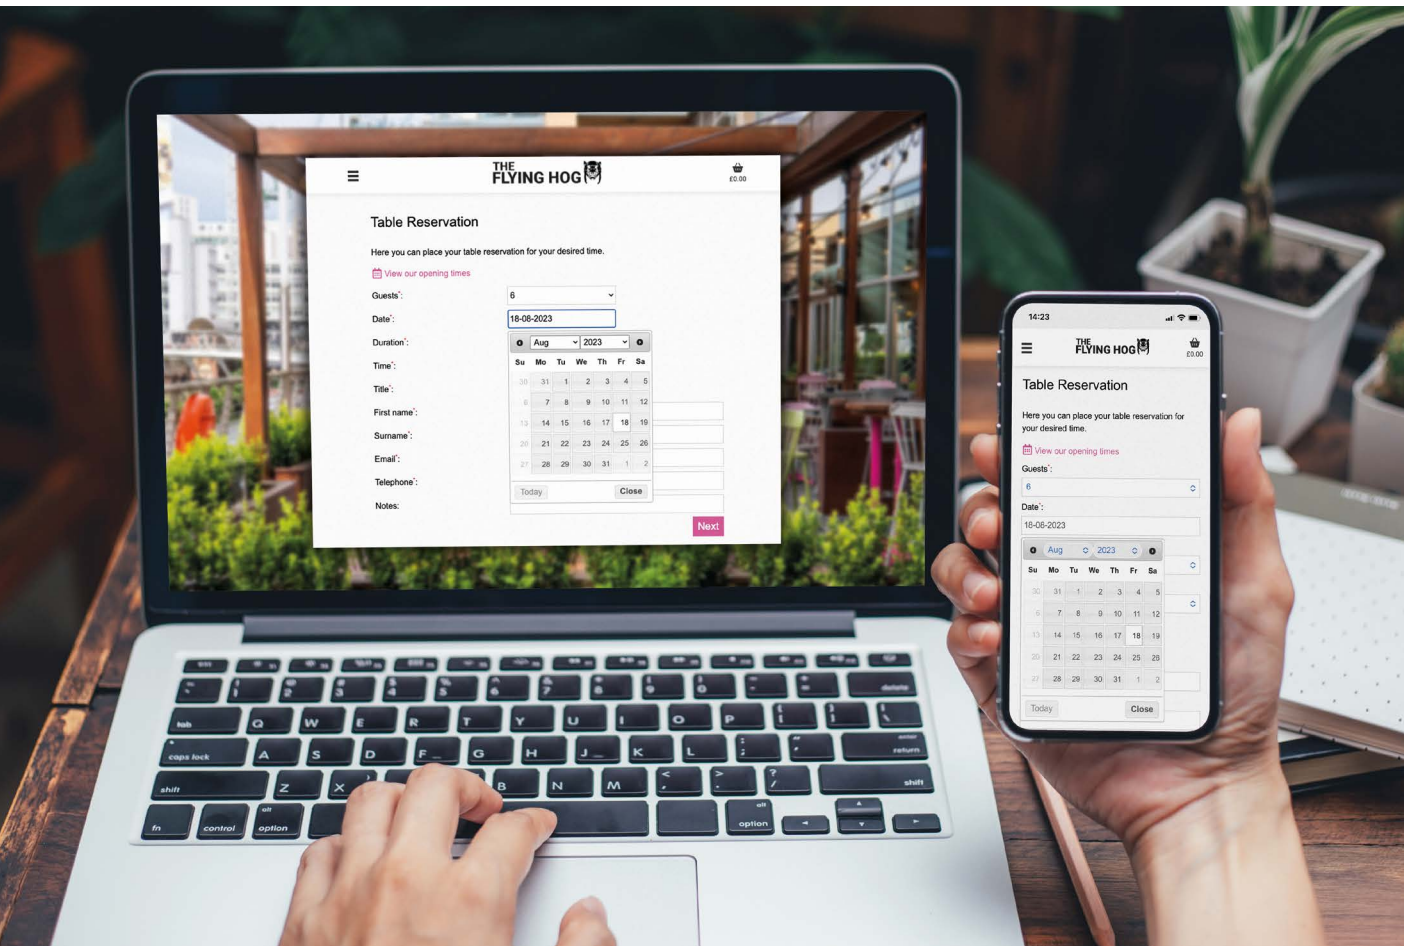 THE
FLYING HOG
£0.00
Table Reservation
Here you can place your table reservation for your desired time.
View our opening times
Guests*: 6
Date*: 18-08-2023
Duration*: Aug 2023
Su Mo Tu We Th Fr Sa
Time*:
30 31 1 2 3 4 5
Title*:
6 7 8 9 10 11 12
First name*:
13 14 15 16 17 18 19
Surname*:
20 21 22 23 24 25 26
Email*:
27 28 29 30 31 1 2
Telephone*:
Today Close
Notes:
Next
14:23
THE
FLYING HOG
£0.00
Table Reservation
Here you can place your table reservation for
your desired time.
View our opening times
Guests*:
6
Date*:
18-08-2023
Aug 2023
Su Mo Tu We Th Fr Sa
30 31 1 2 3 4 5
6 7 8 9 10 11 12
13 14 15 16 17 18 19
20 21 22 23 24 25 26
27 28 29 30 31 1 2
Today Close
delete
tab Q W E R T Y U I O P
caps lock A S D F G H J K L enter
return
shift Z X B N M < > ? shift
, . /
fn control alt
option alt
option